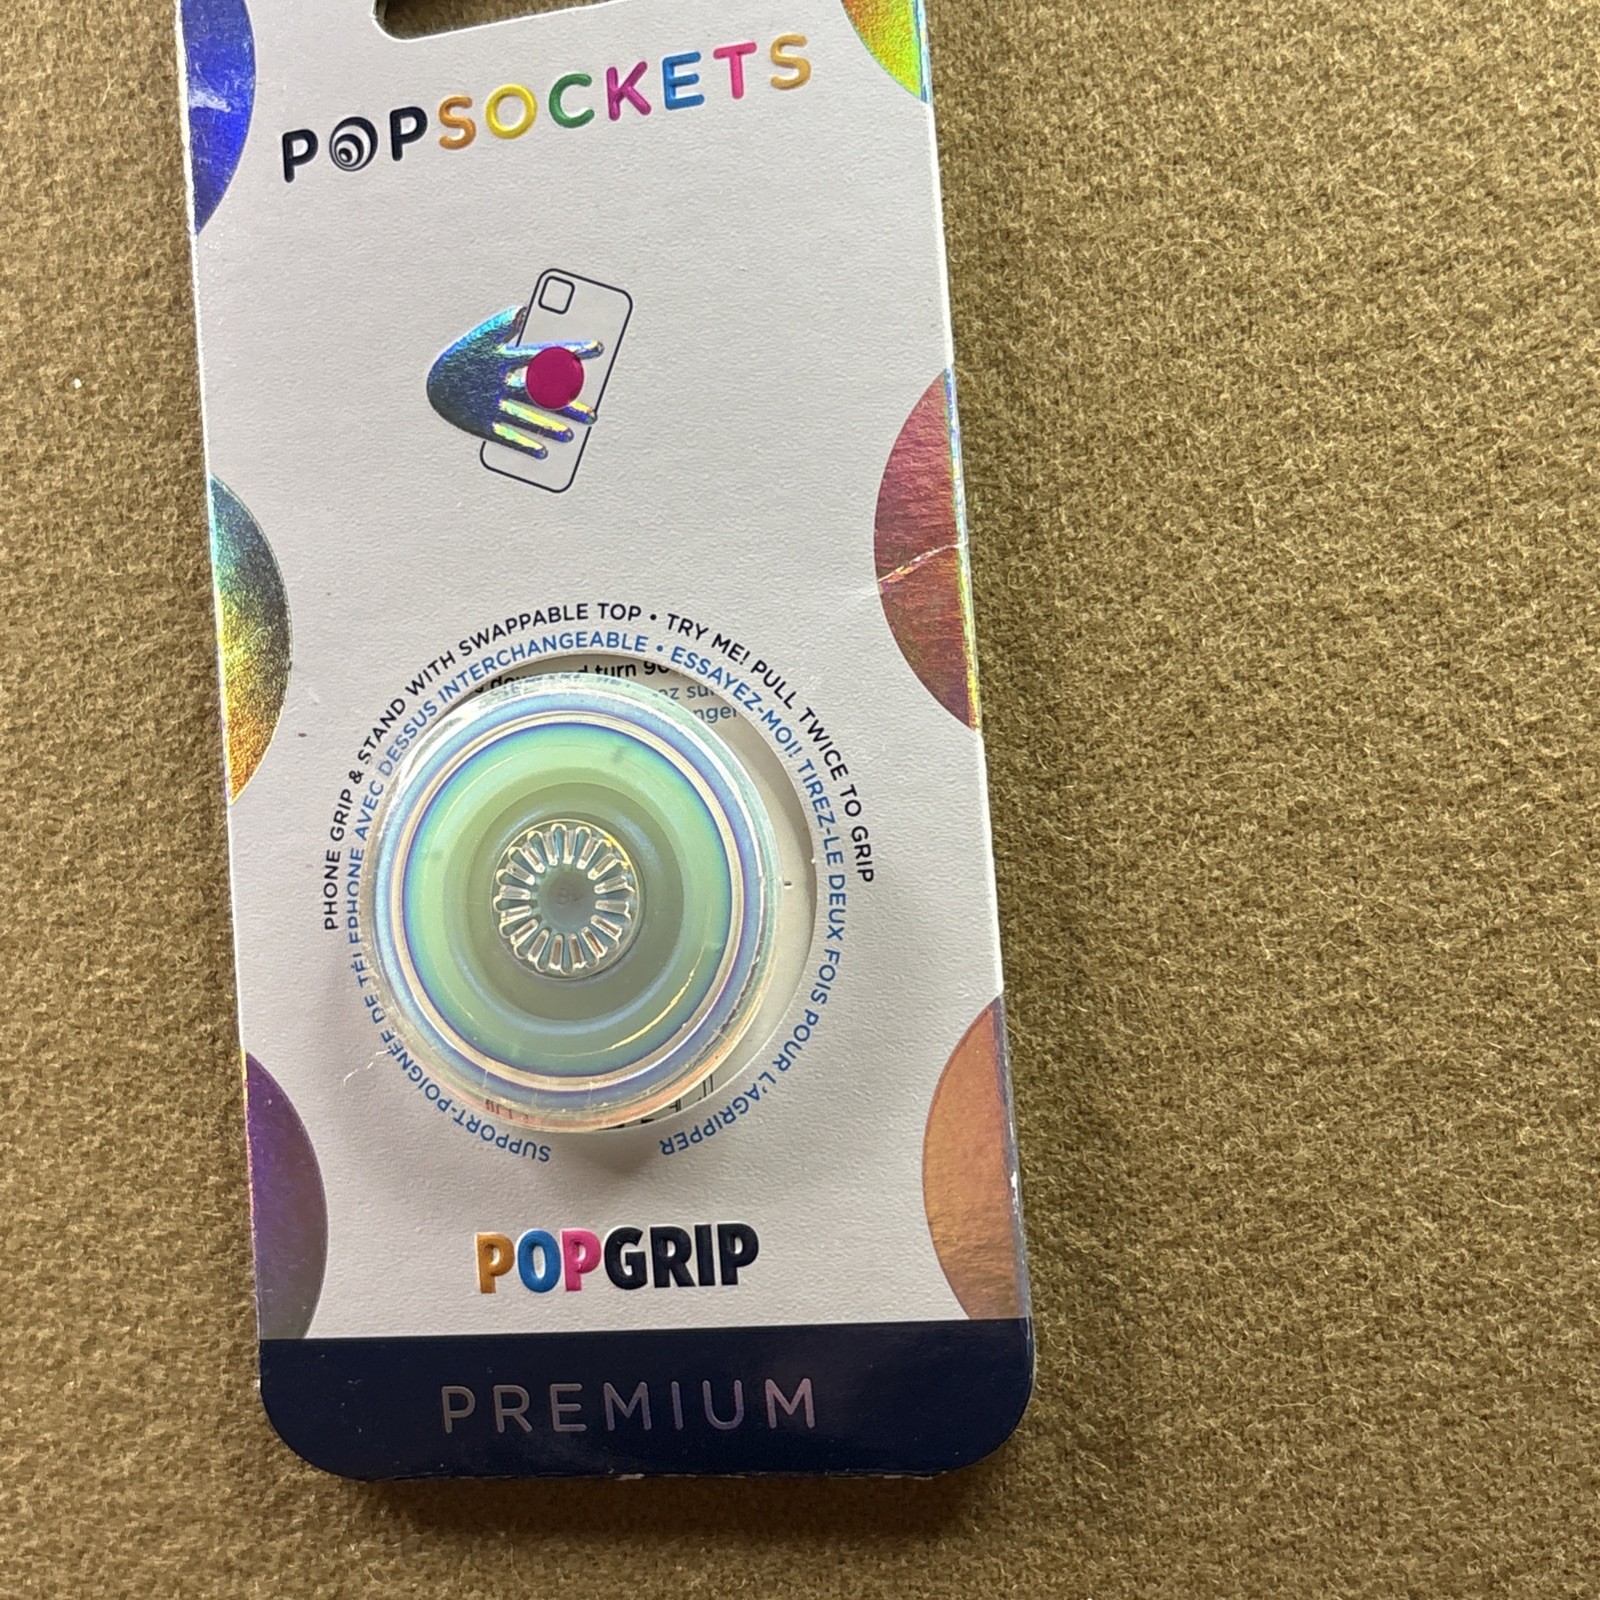 POPSOCKETS
PHONE GRIP & STAND WITH SWAPPABLE TOP • TRY ME! PULL TWICE TO GRIP
SUPPORT-POIGNÉE DE TÉLÉPHONE AVEC DESSUS INTERCHANGEABLE • ESSAYEZ-MOI! TIREZ-LE DEUX FOIS POUR L'AGRIPPER
turn
POPGRIP
PREMIUM